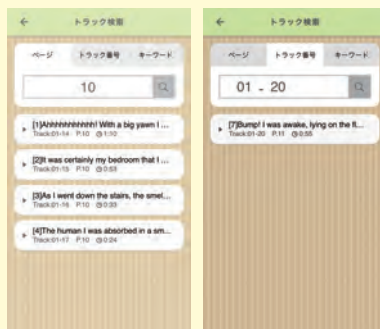 ← トラック検索
ページ トラック番号 キーワード
10
[1]Ahhhhhhhhhh! With a big yawn I ...
Track:01-14 P.10 1:10
[2]It was certainly my bedroom that I ...
Track:01-15 P.10 0:53
[3]As I went down the stairs, the smel...
Track:01-16 P.10 0:33
[4]The human I was absorbed in a sm...
Track:01-17 P.10 0:24
← トラック検索
ページ トラック番号 キーワード
01 - 20
[7]Bump! I was awake, lying on the fl...
Track:01-20 P.11 0:55